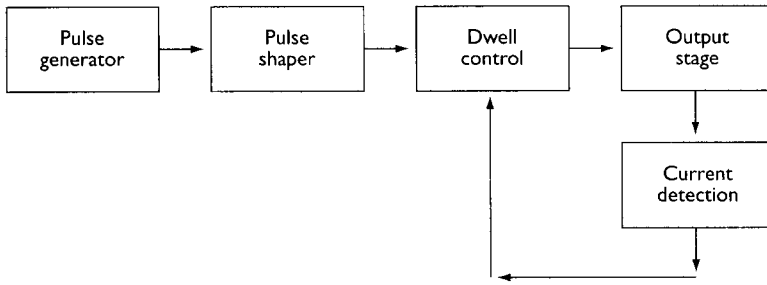 Pulse
generator
Pulse
shaper
Dwell
control
Output
stage
Current
detection